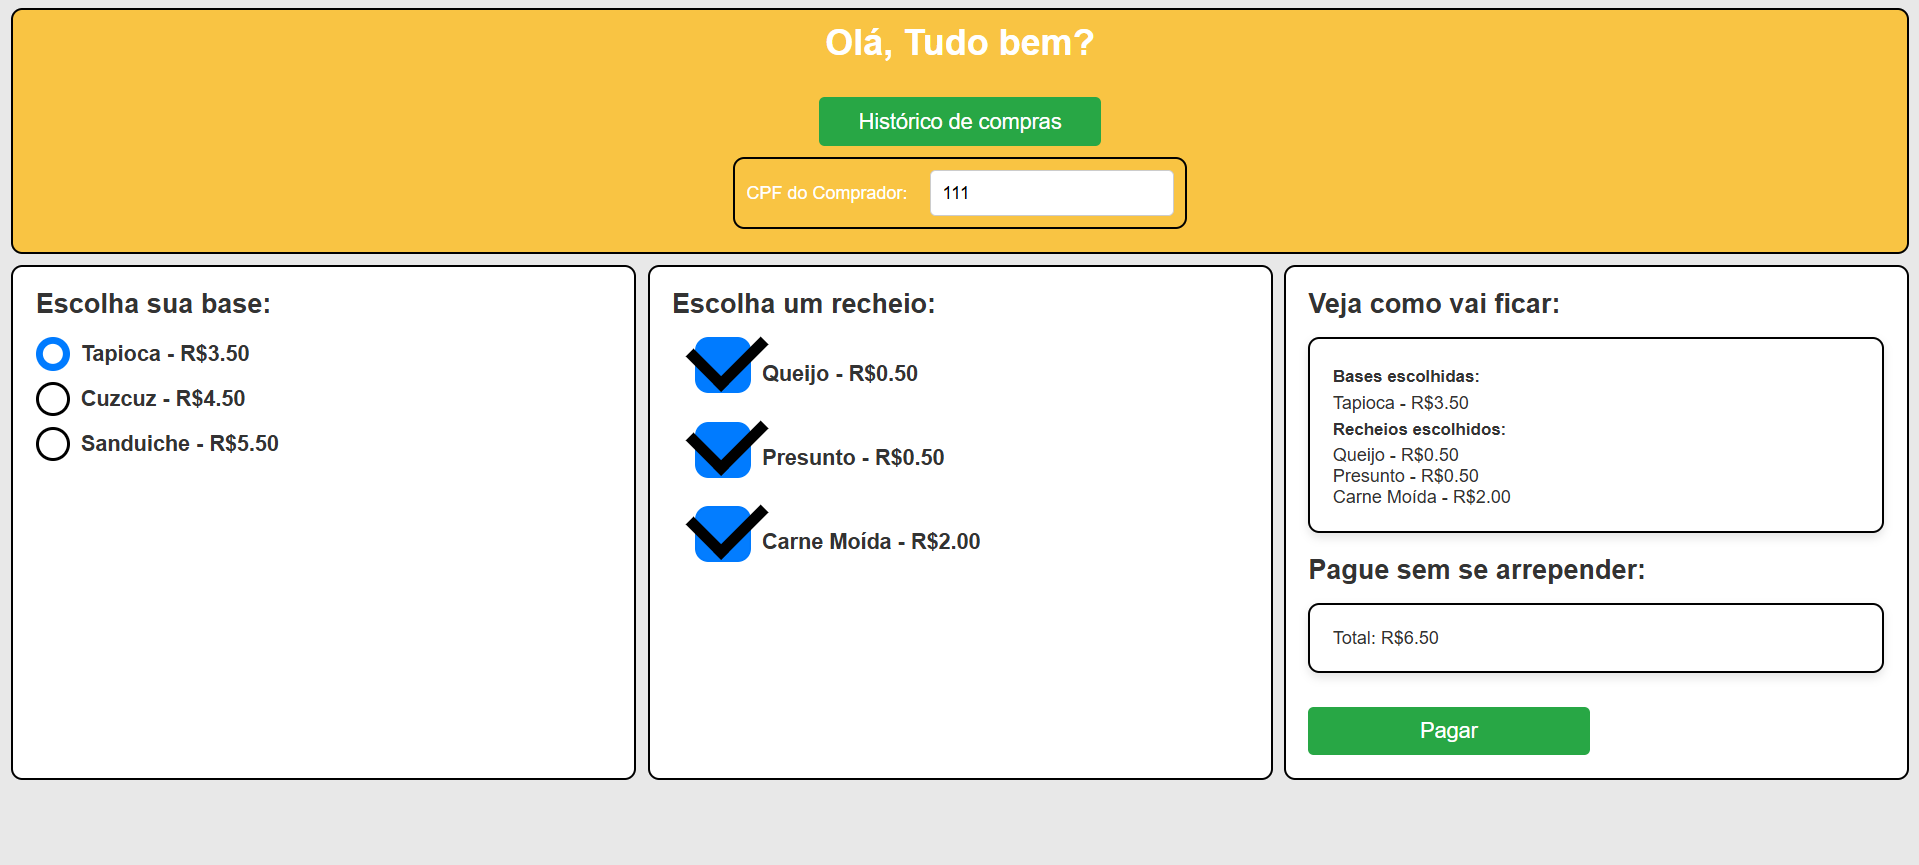 Olá, Tudo bem?
Histórico de compras
CPF do Comprador: 111
Escolha sua base:
Tapioca - R$3.50
Cuzcuz - R$4.50
Sanduiche - R$5.50
Escolha um recheio:
Queijo - R$0.50
Presunto - R$0.50
Carne Moída - R$2.00
Veja como vai ficar:
Bases escolhidas:
Tapioca - R$3.50
Recheios escolhidos:
Queijo - R$0.50
Presunto - R$0.50
Carne Moída - R$2.00
Pague sem se arrepender:
Total: R$6.50
Pagar